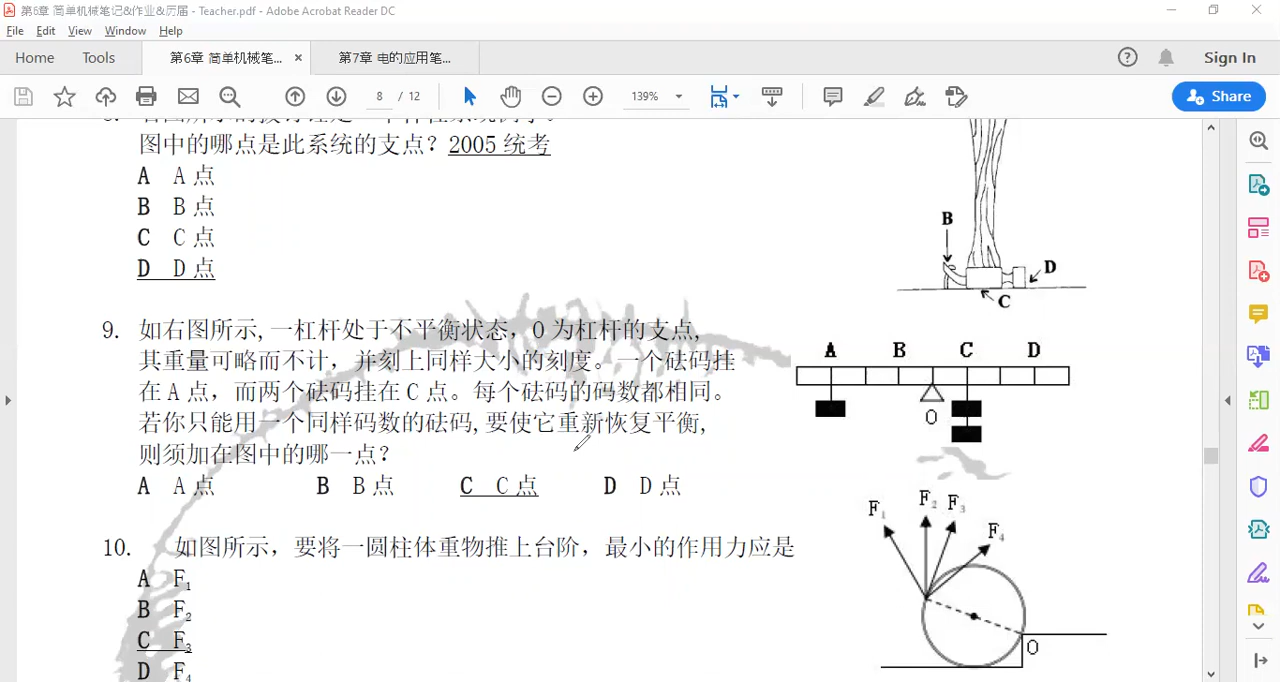 第6章 简单机械笔记&作业&历届 - Teacher.pdf - Adobe Acrobat Reader DC
File Edit View Window Help
Home Tools 第6章 简单机械笔... × 第7章 电的应用笔... Sign In
8 / 12 139% Share
图中的哪点是此系统的支点？2005 统考
A A 点
B B 点
C C 点
D D 点
B
D
C
9. 如右图所示, 一杠杆处于不平衡状态，O 为杠杆的支点,
其重量可略而不计，并刻上同样大小的刻度。一个砝码挂
在 A 点，而两个砝码挂在 C 点。每个砝码的码数都相同。
若你只能用一个同样码数的砝码, 要使它重新恢复平衡,
则须加在图中的哪一点？
A A 点 B B 点 C C 点 D D 点
A B C D
O
10. 如图所示，要将一圆柱体重物推上台阶，最小的作用力应是
A F₁
B F₂
C F₃
D F₄
F₁ F₂ F₃ F₄
O